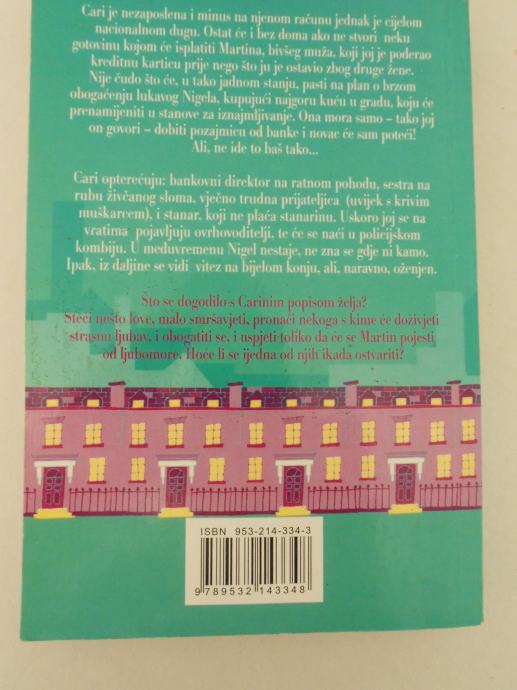 Cari je nezaposlena i minus na njenom računu jednak je cijelom
nacionalnom dugu. Ostat će i bez doma ako ne stvori neku
gotovinu kojom će isplatiti Martina, bivšeg muža, koji joj je poderao
kreditnu karticu prije nego što ju je ostavio zbog druge žene.
Nije čudo što će, u tako jadnom stanju, pasti na plan o brzom
obogaćenju lukavog Nigela, kupujući najgoru kuću u gradu, koju će
prenamijeniti u stanove za iznajmljivanje. Ona mora samo – tako joj
on govori – dobiti pozajmicu od banke i novac će sam poteći!
Ali, ne ide to baš tako...
Cari opterećuju: bankovni direktor na ratnom pohodu, sestra na
rubu živčanog sloma, vječno trudna prijateljica (uvijek s krivim
muškarcem), i stanar, koji ne plaća stanarinu. Uskoro joj se na
vratima pojavljuju ovrhovoditelji, te će se naći u policijskom
kombiju. U međuvremenu Nigel nestaje, ne zna se gdje ni kamo.
Ipak, iz daljine se vidi vitez na bijelom konju, ali, naravno, oženjen.
Što se dogodilo s Carinim popisom želja?
Steći nešto love, malo smršavjeti, pronaći nekoga s kime će doživjeti
strasnu ljubav, i obogatiti se, i uspjeti toliko da će se Martin pojesti
od ljubomore. Hoće li se ijedna od njih ikada ostvariti?
ISBN 953-214-334-3
9 789532 143348